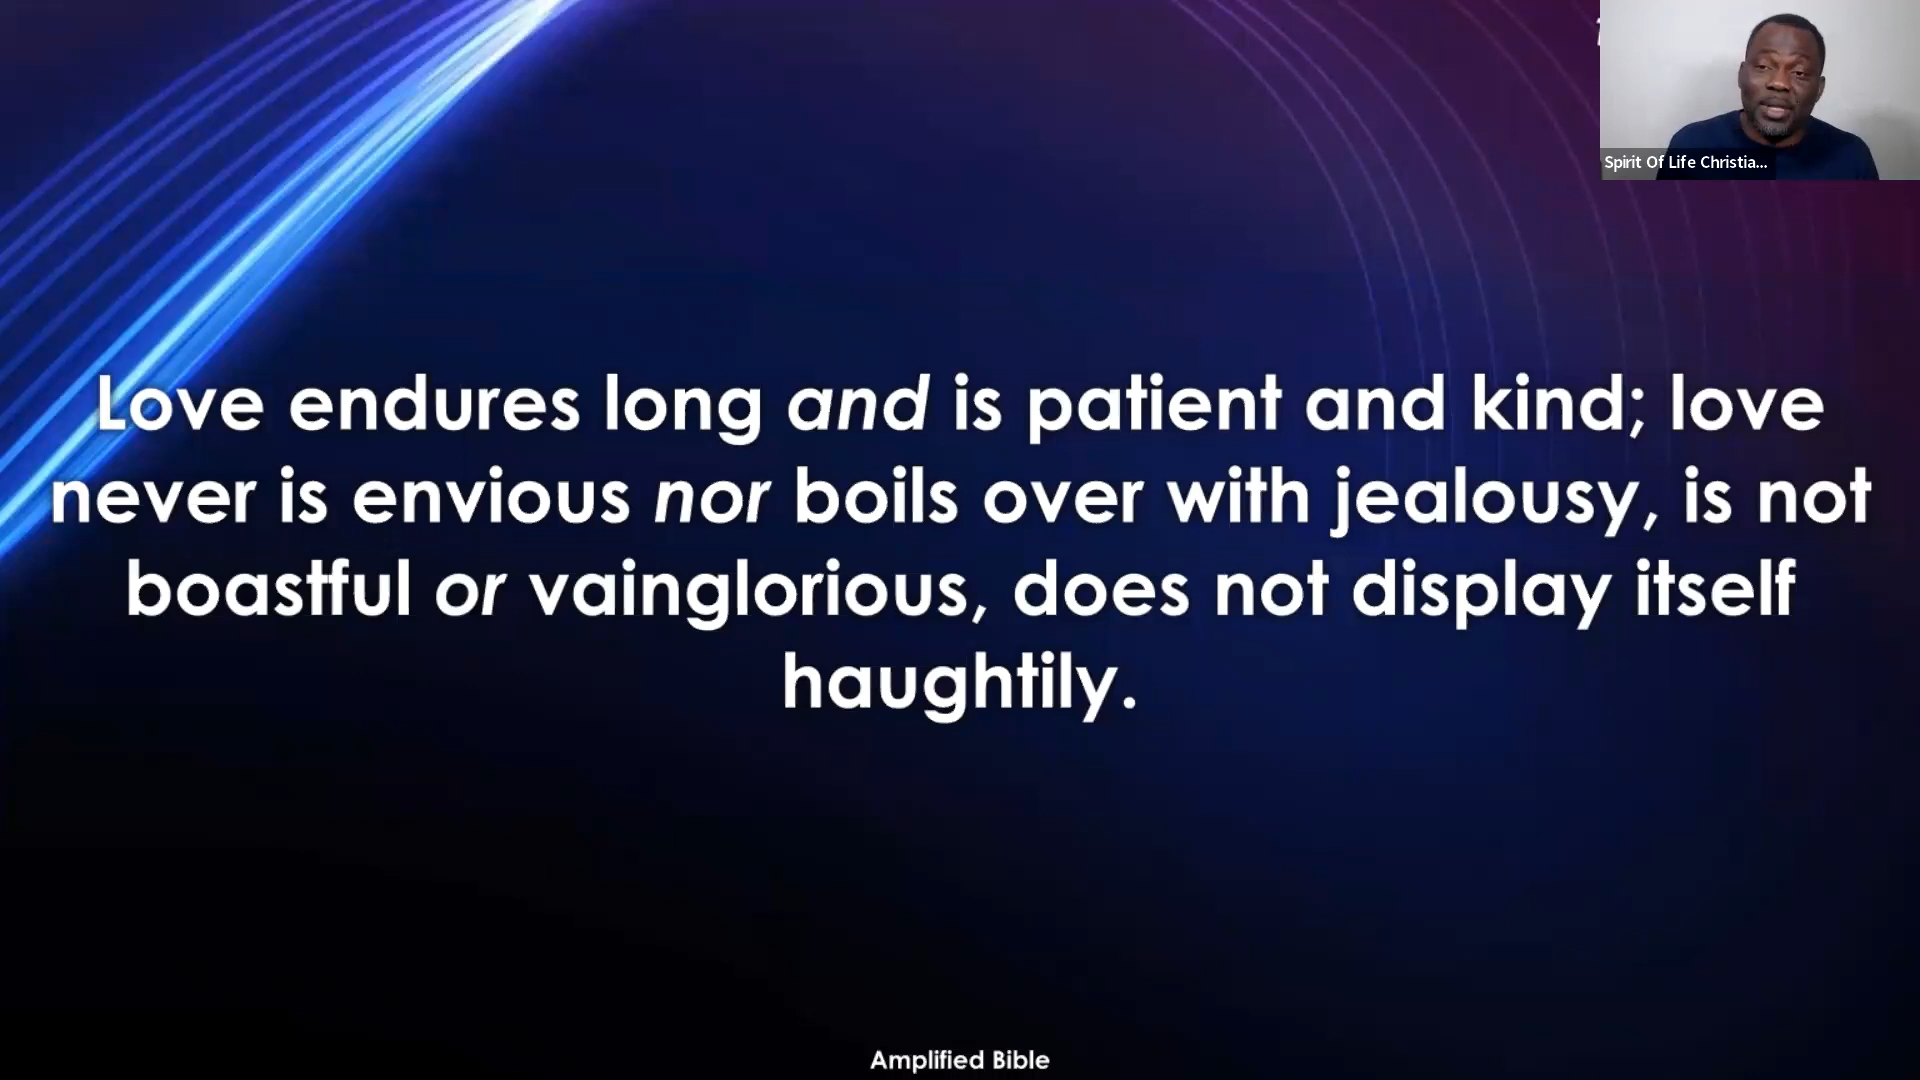 Spirit Of Life Christia...
Love endures long and is patient and kind; love
never is envious nor boils over with jealousy, is not
boastful or vainglorious, does not display itself
haughtily.
Amplified Bible